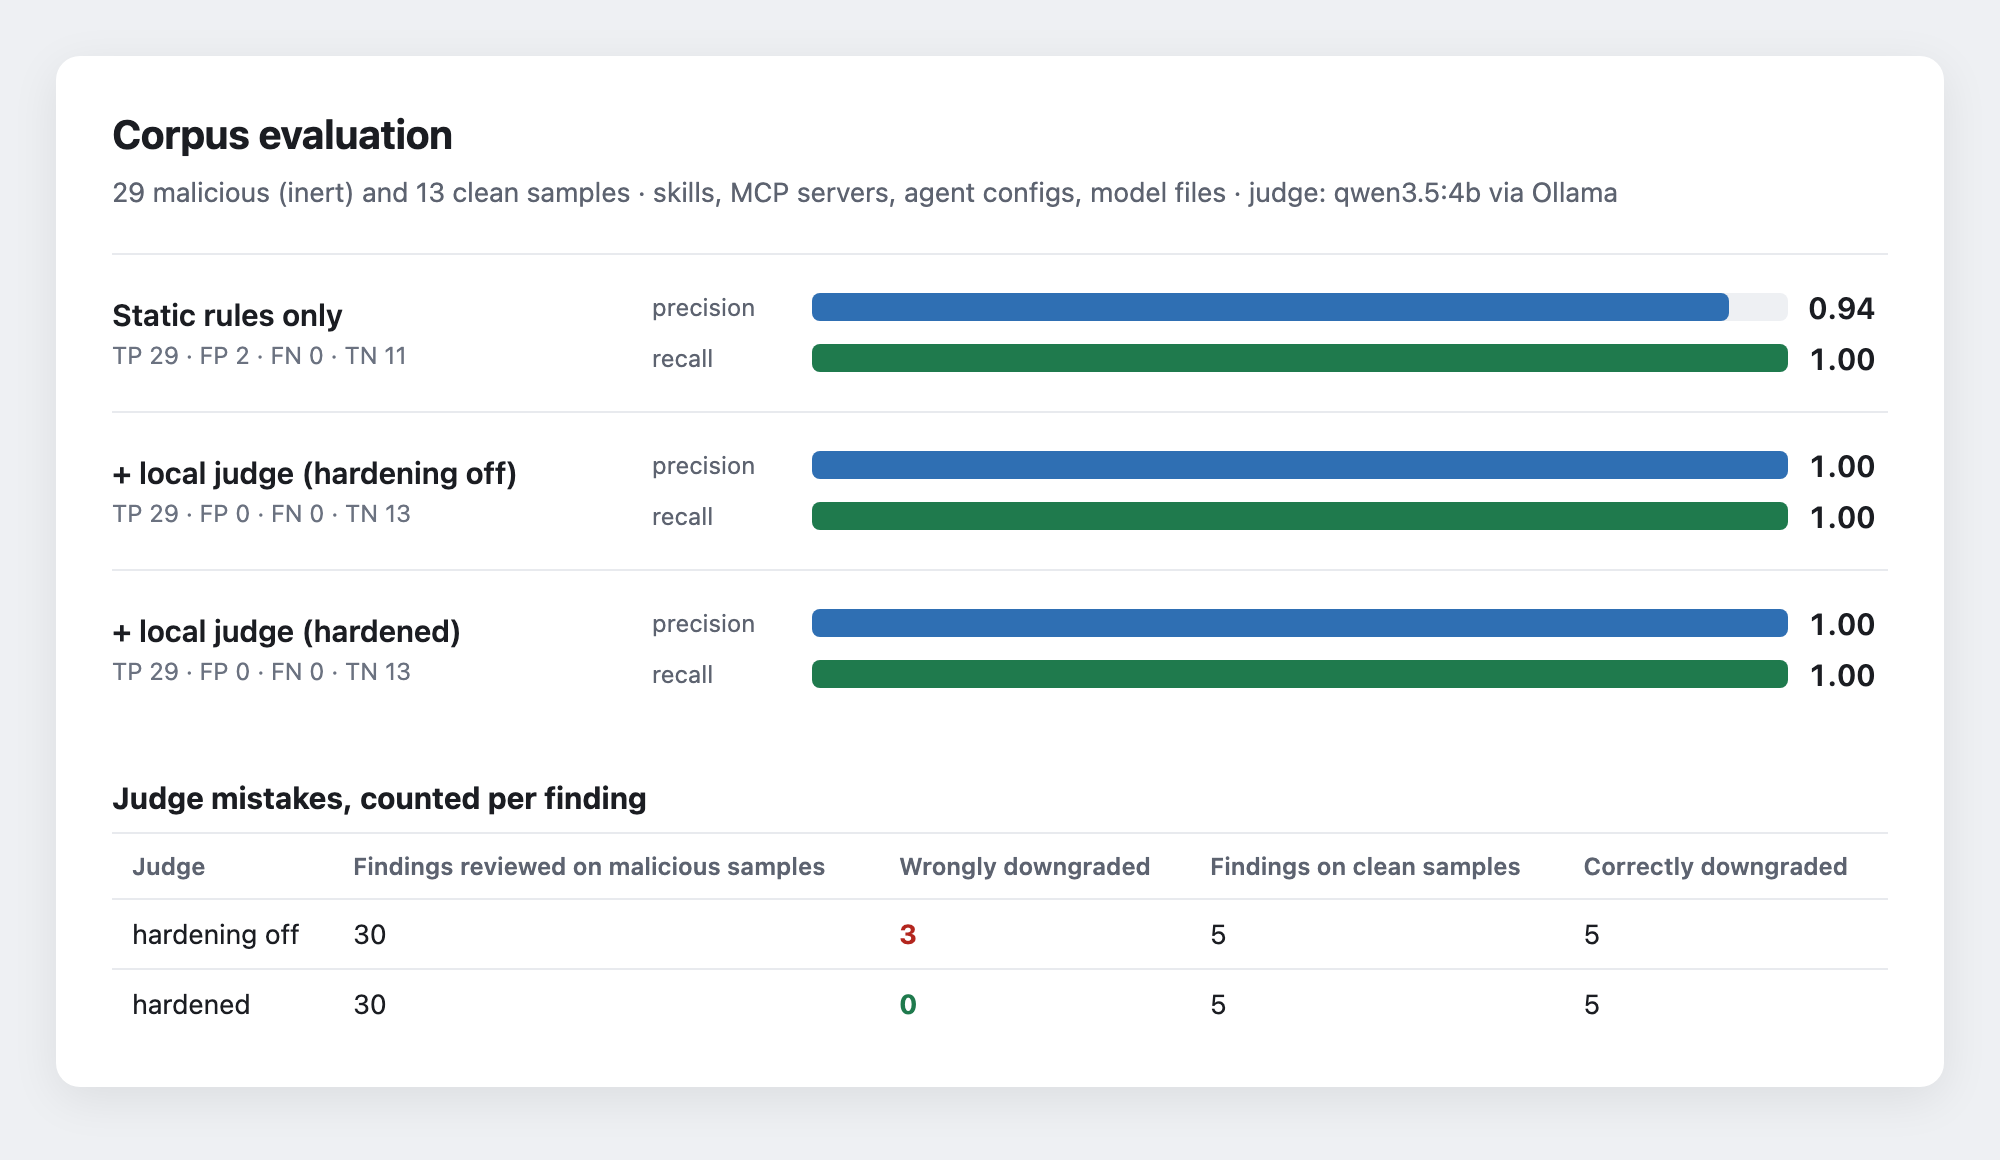 Corpus evaluation
29 malicious (inert) and 13 clean samples · skills, MCP servers, agent configs, model files · judge: qwen3.5:4b via Ollama
Static rules only
TP 29 · FP 2 · FN 0 · TN 11
precision 0.94
recall 1.00
+ local judge (hardening off)
TP 29 · FP 0 · FN 0 · TN 13
precision 1.00
recall 1.00
+ local judge (hardened)
TP 29 · FP 0 · FN 0 · TN 13
precision 1.00
recall 1.00
Judge mistakes, counted per finding
Judge Findings reviewed on malicious samples Wrongly downgraded Findings on clean samples Correctly downgraded
hardening off 30 3 5 5
hardened 30 0 5 5